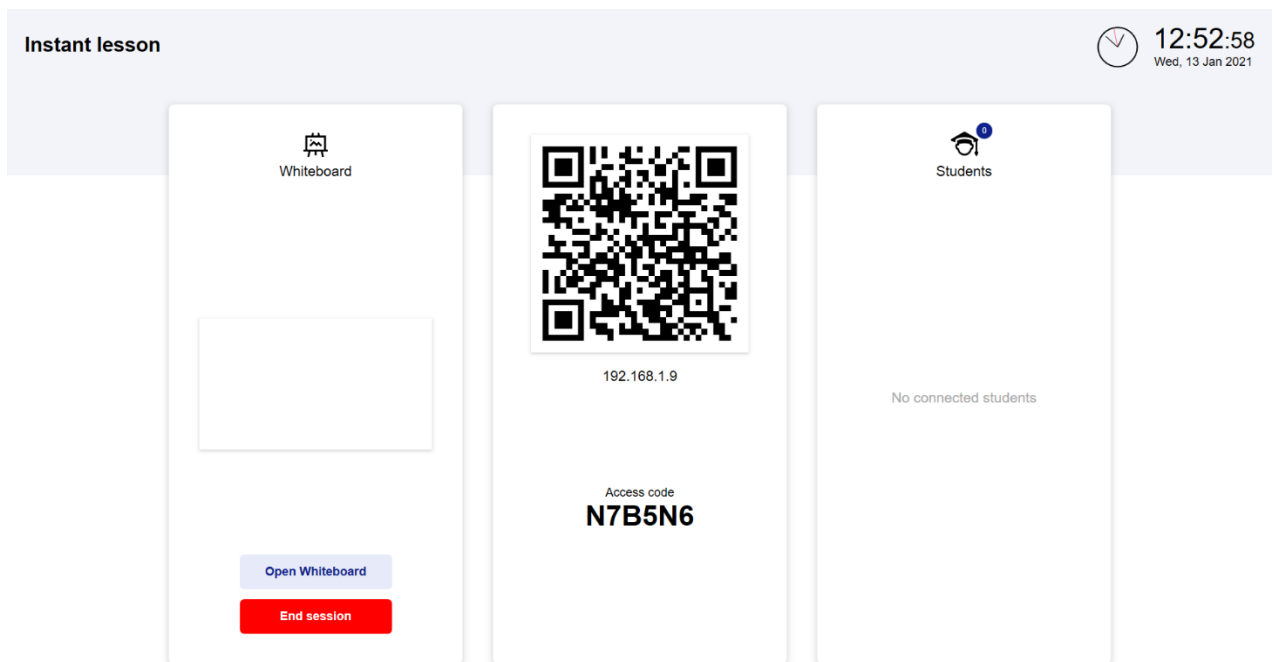 Instant lesson
12:52:58
Wed, 13 Jan 2021
Whiteboard
Open Whiteboard
End session
192.168.1.9
Access code
N7B5N6
0
Students
No connected students